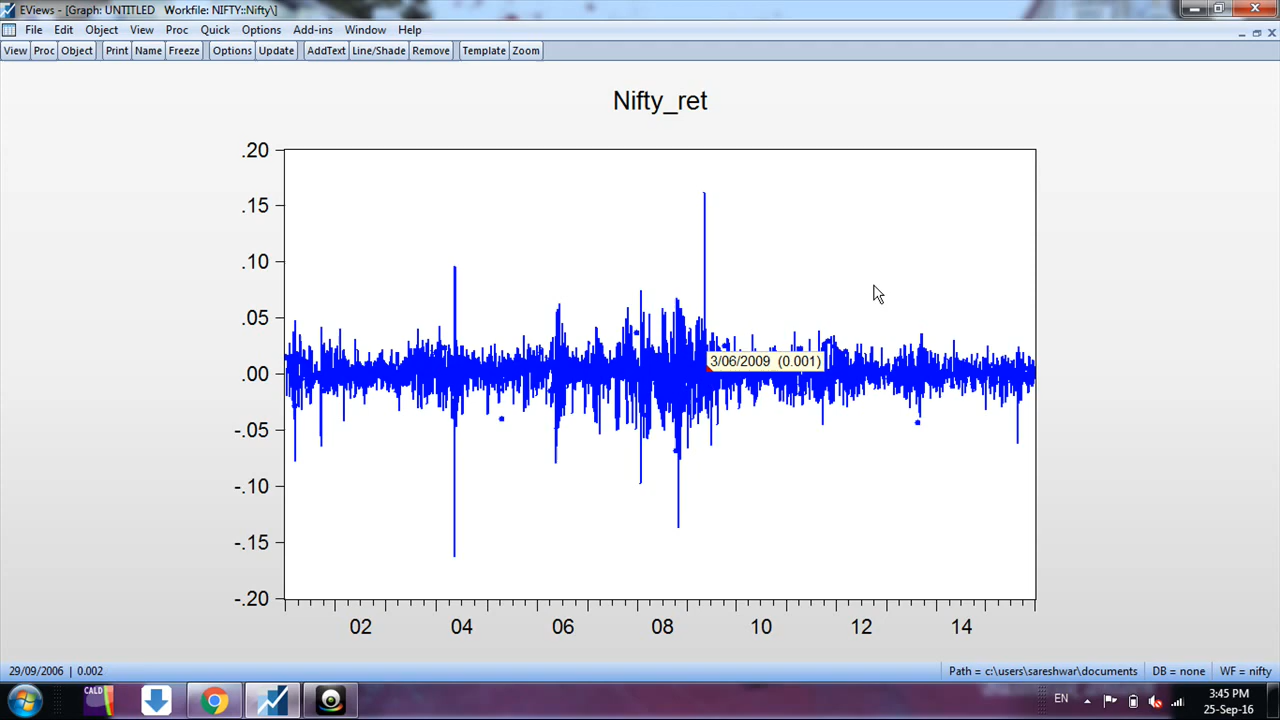 EViews - [Graph: UNTITLED Workfile: NIFTY::Nifty\]
File Edit Object View Proc Quick Options Add-ins Window Help
View Proc Object Print Name Freeze Options Update AddText Line/Shade Remove Template Zoom
Nifty_ret
.20
.15
.10
.05
.00
-.05
-.10
-.15
-.20
3/06/2009 (0.001)
02 04 06 08 10 12 14
29/09/2006 | 0.002
Path = c:\users\sareshwar\documents DB = none WF = nifty
CALD
EN
3:45 PM
25-Sep-16